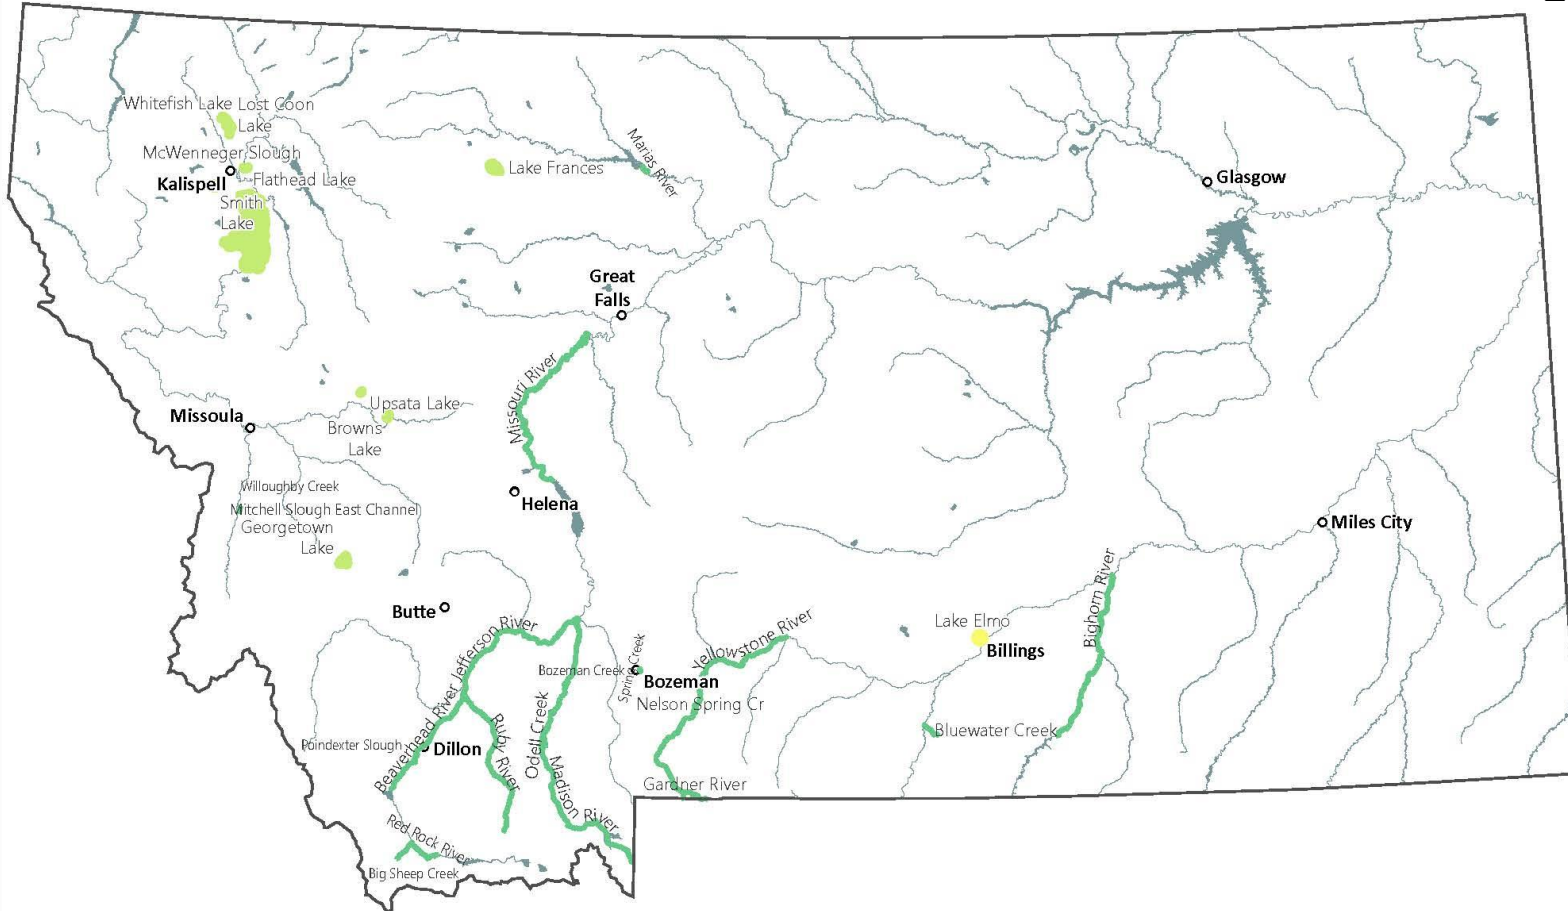 Whitefish Lake
Lost Coon
Lake
McWenneger Slough
Kalispell
Flathead Lake
Smith
Lake
Lake Frances
Marias River
Glasgow
Great
Falls
Missouri River
Missoula
Upsata Lake
Browns
Lake
Willoughby Creek
Mitchell Slough East Channel
Georgetown
Lake
Helena
Miles City
Butte
Jefferson River
Bozeman Creek
Spring Creek
Bozeman
Yellowstone River
Nelson Spring Cr
Lake Elmo
Billings
Bighorn River
Bluewater Creek
Poindexter Slough
Dillon
Beaverhead River
Ruby River
Odell Creek
Madison River
Gardner River
Red Rock River
Big Sheep Creek